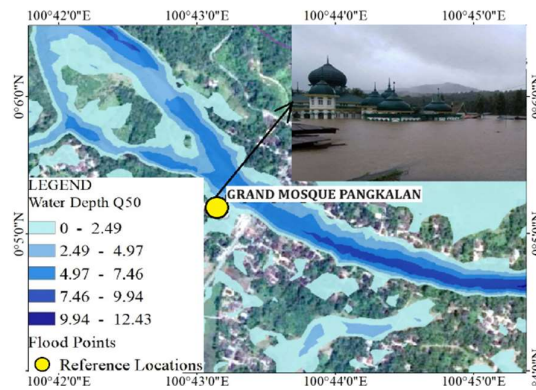 100°42'0"E 100°43'0"E 100°44'0"E 100°45'0"E
0°6'0"N 0°6'0"N
GRAND MOSQUE PANGKALAN
LEGEND
Water Depth Q50
0 - 2.49
2.49 - 4.97
4.97 - 7.46
7.46 - 9.94
9.94 - 12.43
Flood Points
Reference Locations
0°5'0"N 0°5'0"N
0°4'0"N
100°42'0"E 100°43'0"E 100°44'0"E 100°45'0"E